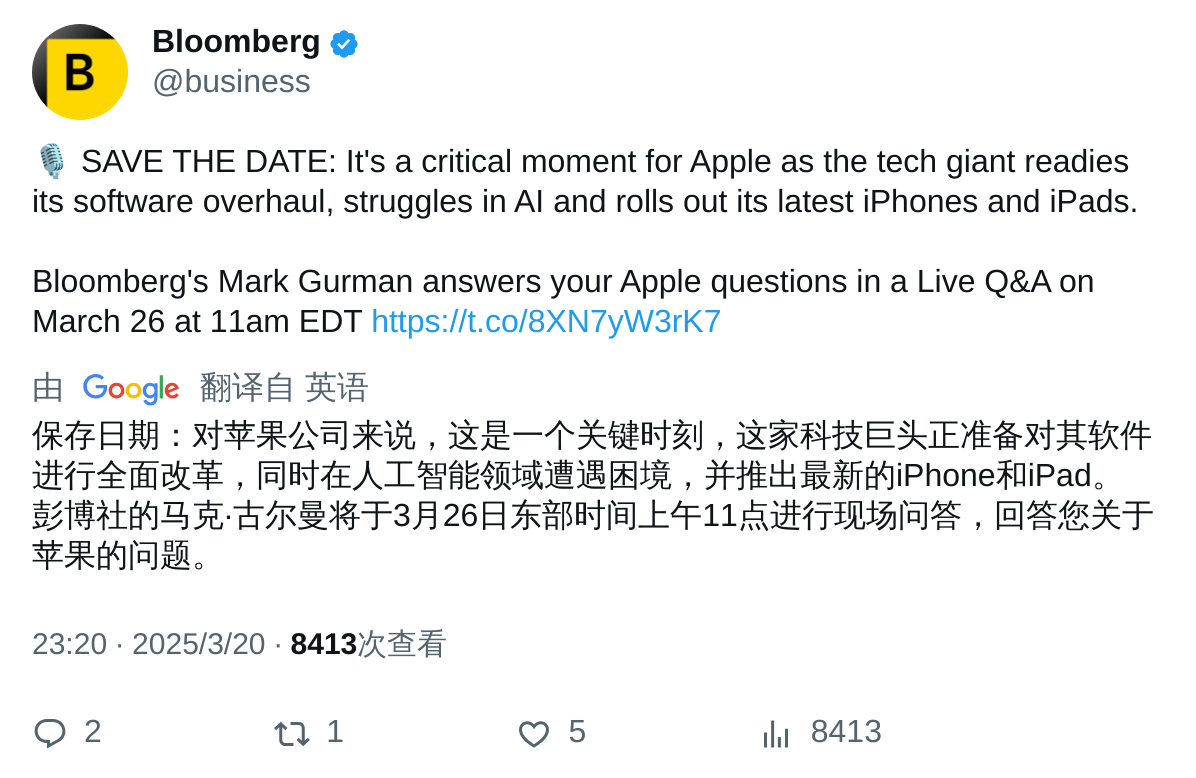 B
Bloomberg
@business
🎙️ SAVE THE DATE: It's a critical moment for Apple as the tech giant readies
its software overhaul, struggles in AI and rolls out its latest iPhones and iPads.
Bloomberg's Mark Gurman answers your Apple questions in a Live Q&A on
March 26 at 11am EDT https://t.co/8XN7yW3rK7
由 Google 翻译自 英语
保存日期：对苹果公司来说，这是一个关键时刻，这家科技巨头正准备对其软件
进行全面改革，同时在人工智能领域遭遇困境，并推出最新的iPhone和iPad。
彭博社的马克·古尔曼将于3月26日东部时间上午11点进行现场问答，回答您关于
苹果的问题。
23:20 · 2025/3/20 · 8413次查看
2 1 5 8413